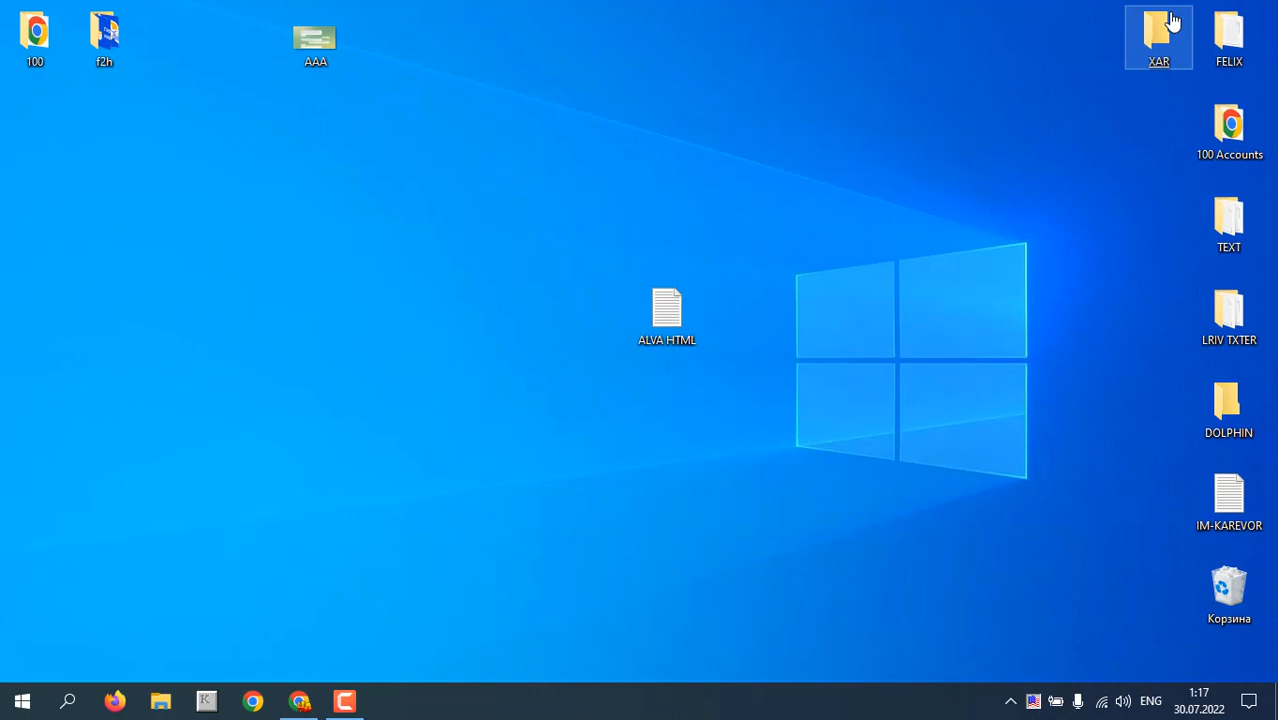 100
f2h
AAA
XAR
FELIX
100 Accounts
TEXT
ALVA HTML
LRIV TXTER
DOLPHIN
IM-KAREVOR
Корзина
K
ENG
1:17
30.07.2022